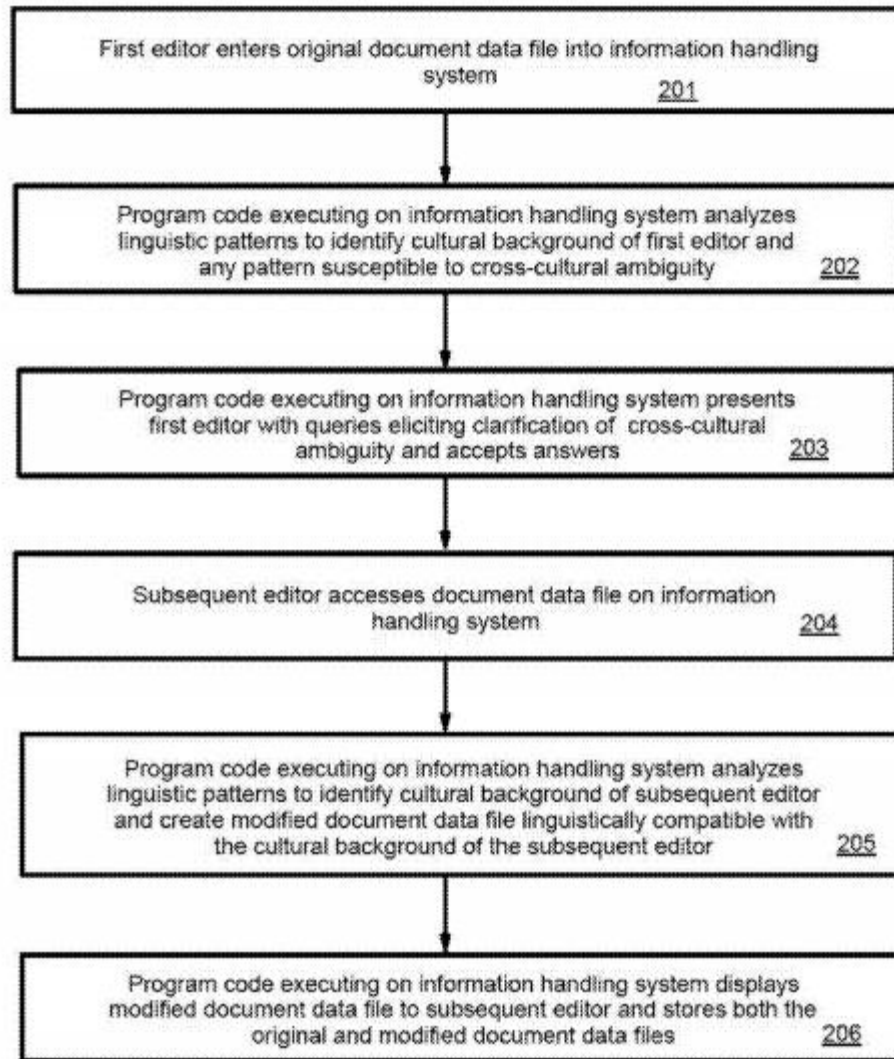 First editor enters original document data file into information handling
system
201
Program code executing on information handling system analyzes
linguistic patterns to identify cultural background of first editor and
any pattern susceptible to cross-cultural ambiguity
202
Program code executing on information handling system presents
first editor with queries eliciting clarification of cross-cultural
ambiguity and accepts answers
203
Subsequent editor accesses document data file on information
handling system
204
Program code executing on information handling system analyzes
linguistic patterns to identify cultural background of subsequent editor
and create modified document data file linguistically compatible with
the cultural background of the subsequent editor
205
Program code executing on information handling system displays
modified document data file to subsequent editor and stores both the
original and modified document data files
206